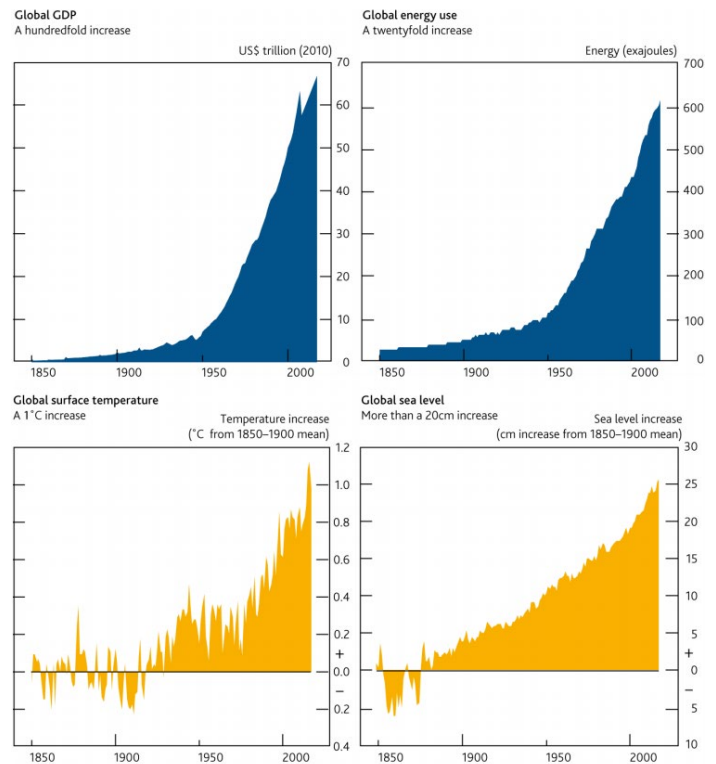 Global GDP
A hundredfold increase
US$ trillion (2010)
70
60
50
40
30
20
10
0
1850 1900 1950 2000
Global energy use
A twentyfold increase
Energy (exajoules)
700
600
500
400
300
200
100
0
1850 1900 1950 2000
Global surface temperature
A 1˚C increase
Temperature increase
(˚C from 1850–1900 mean)
1.2
1.0
0.8
0.6
0.4
0.2
+
0.0
–
0.2
0.4
1850 1900 1950 2000
Global sea level
More than a 20cm increase
Sea level increase
(cm increase from 1850–1900 mean)
30
25
20
15
10
5
+
0
–
5
10
1850 1900 1950 2000